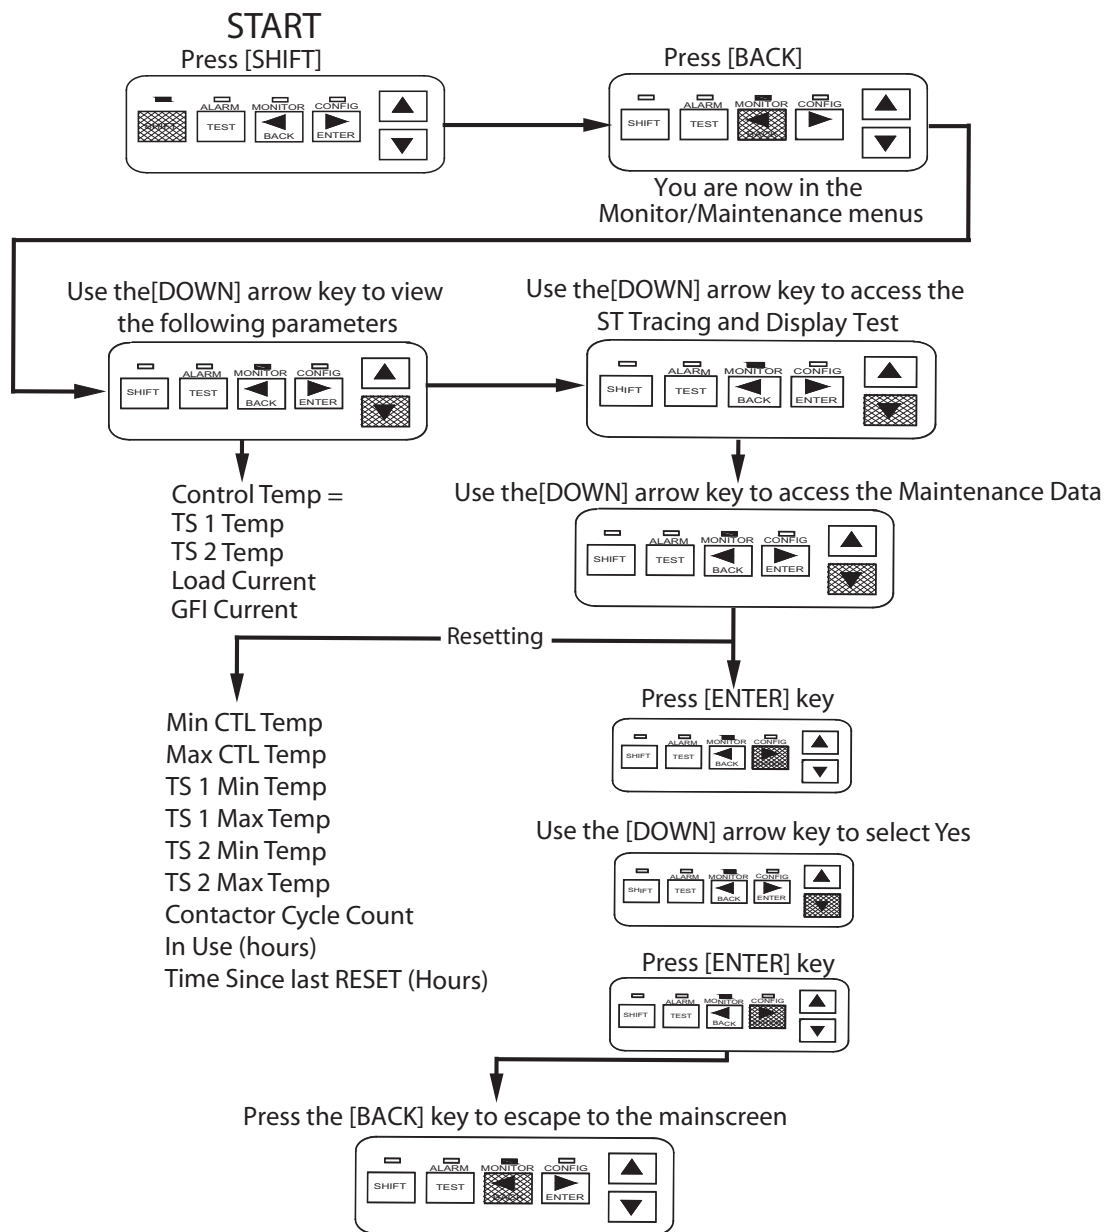 START
Press [SHIFT]
ALARM MONITOR CONFIG
SHIFT TEST BACK ENTER
Press [BACK]
ALARM MONITOR CONFIG
SHIFT TEST BACK
You are now in the
Monitor/Maintenance menus
Use the[DOWN] arrow key to view
the following parameters
ALARM MONITOR CONFIG
SHIFT TEST BACK ENTER
Use the[DOWN] arrow key to access the
ST Tracing and Display Test
ALARM MONITOR CONFIG
SHIFT TEST BACK ENTER
Control Temp =
TS 1 Temp
TS 2 Temp
Load Current
GFI Current
Use the[DOWN] arrow key to access the Maintenance Data
ALARM MONITOR CONFIG
SHIFT TEST BACK ENTER
Resetting
Min CTL Temp
Max CTL Temp
TS 1 Min Temp
TS 1 Max Temp
TS 2 Min Temp
TS 2 Max Temp
Contactor Cycle Count
In Use (hours)
Time Since last RESET (Hours)
Press [ENTER] key
ALARM MONITOR CONFIG
SHIFT TEST BACK
Use the [DOWN] arrow key to select Yes
ALARM MONITOR CONFIG
SHIFT TEST BACK ENTER
Press [ENTER] key
ALARM MONITOR CONFIG
SHIFT TEST BACK
Press the [BACK] key to escape to the mainscreen
ALARM MONITOR CONFIG
SHIFT TEST BACK ENTER